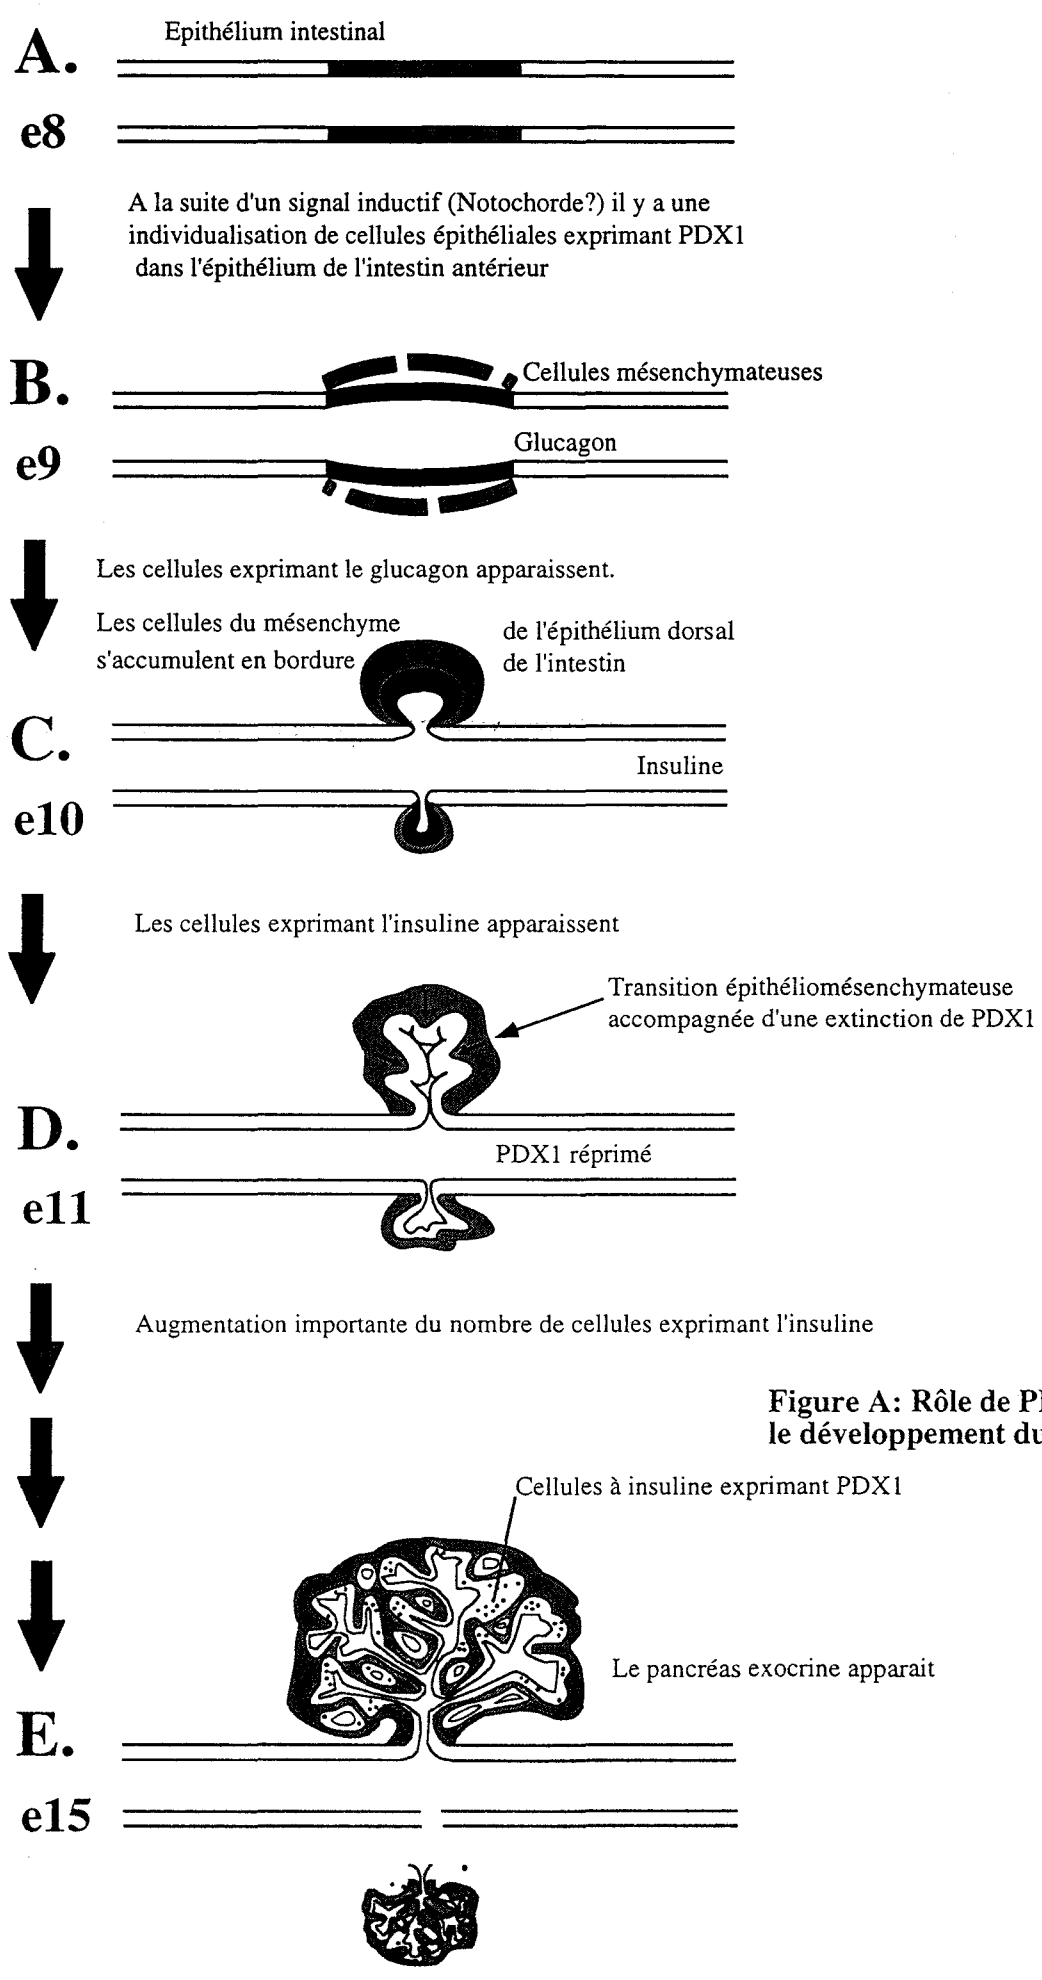 Epithélium intestinal
A.
e8
A la suite d'un signal inductif (Notochorde?) il y a une
individualisation de cellules épithéliales exprimant PDX1
dans l'épithélium de l'intestin antérieur
B.
Cellules mésenchymateuses
Glucagon
e9
Les cellules exprimant le glucagon apparaissent.
Les cellules du mésenchyme
s'accumulent en bordure
de l'épithélium dorsal
de l'intestin
C.
Insuline
e10
Les cellules exprimant l'insuline apparaissent
Transition épithéliomésenchymateuse
accompagnée d'une extinction de PDX1
D.
PDX1 réprimé
e11
Augmentation importante du nombre de cellules exprimant l'insuline
Figure A: Rôle de
le développement du
Cellules à insuline exprimant PDX1
Le pancréas exocrine apparait
E.
e15